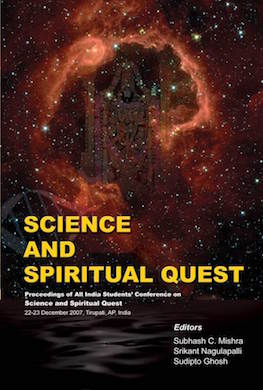 SCIENCE
AND
SPIRITUAL QUEST
Proceedings of All India Students' Conference on
Science and Spiritual Quest
22-23 December 2007, Tirupati, AP, India
Editors
Subhash C. Mishra
Srikant Nagulapalli
Sudipto Ghosh